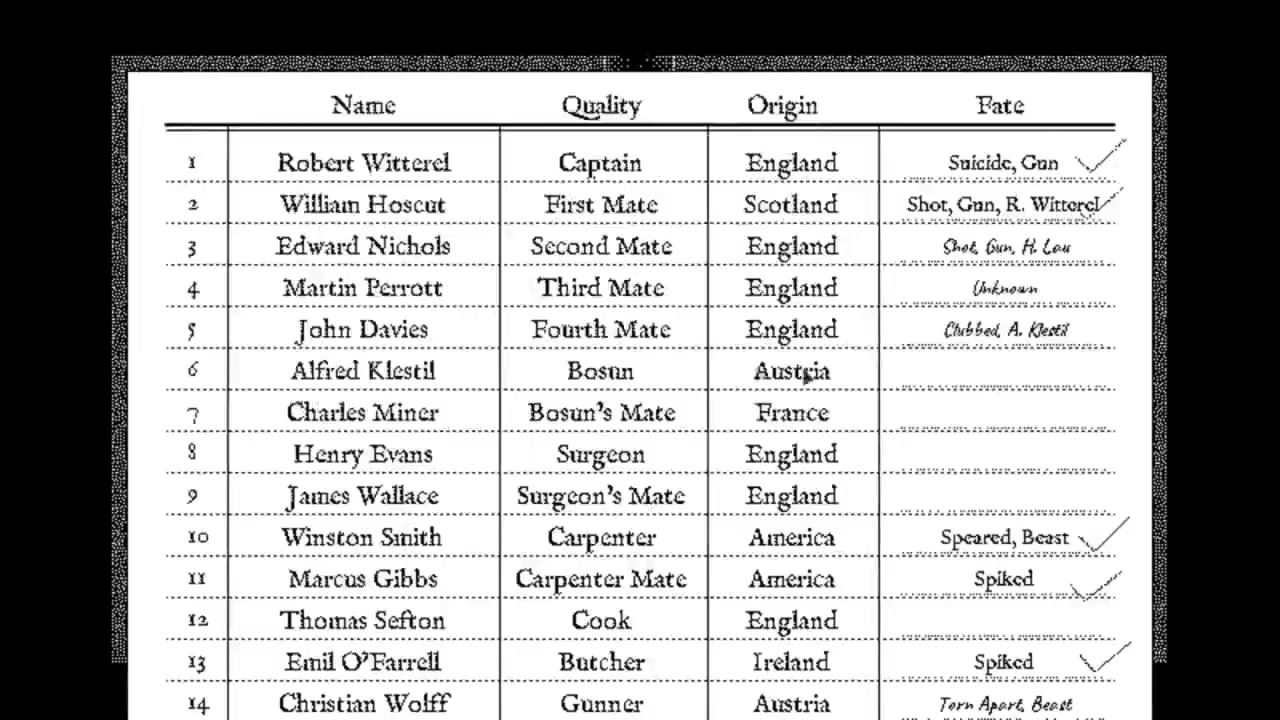 Name Quality Origin Fate
1 Robert Witterel Captain England Suicide, Gun
2 William Hoscut First Mate Scotland Shot, Gun, R. Witterel
3 Edward Nichols Second Mate England Shot, Gun, H. Lau
4 Martin Perrott Third Mate England Unknown
5 John Davies Fourth Mate England Clubbed, A. Klestil
6 Alfred Klestil Bosun Austria
7 Charles Miner Bosun's Mate France
8 Henry Evans Surgeon England
9 James Wallace Surgeon's Mate England
10 Winston Smith Carpenter America Speared, Beast
11 Marcus Gibbs Carpenter Mate America Spiked
12 Thomas Sefton Cook England
13 Emil O'Farrell Butcher Ireland Spiked
14 Christian Wolff Gunner Austria Torn Apart, Beast